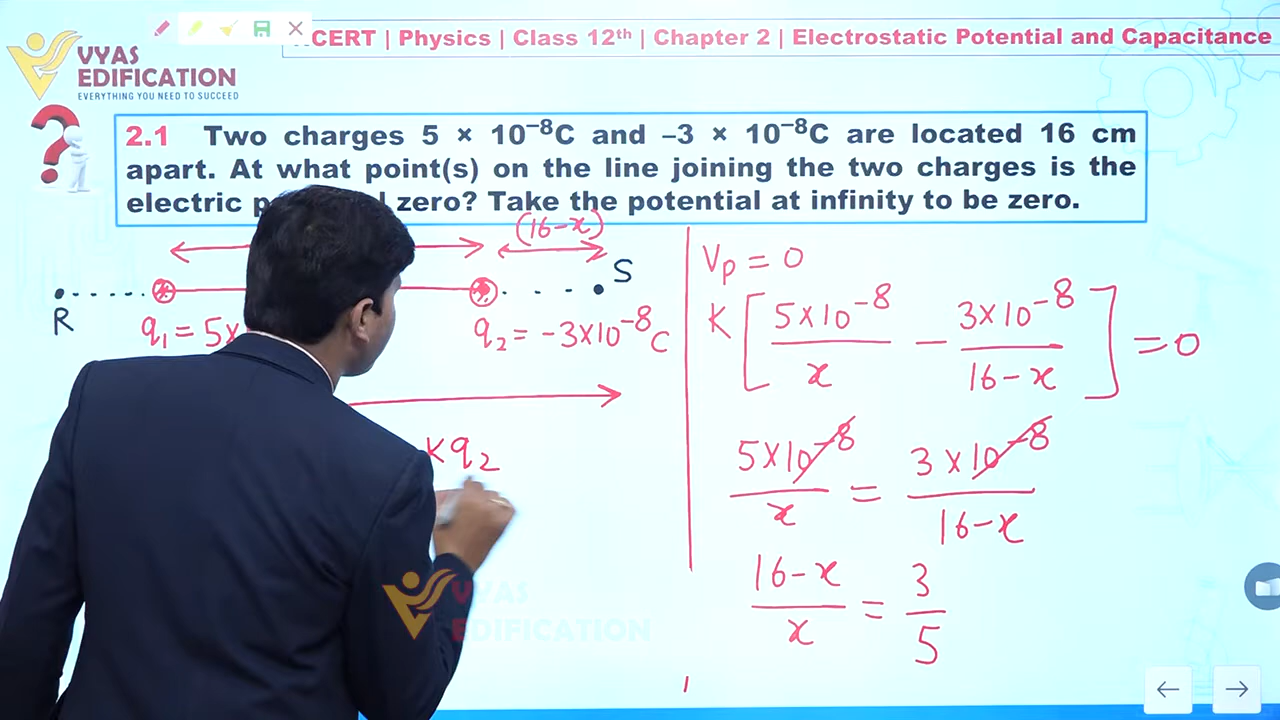 VYAS
EDIFICATION
EVERYTHING YOU NEED TO SUCCEED
CERT | Physics | Class 12th | Chapter 2 | Electrostatic Potential and Capacitance
2.1 Two charges 5 × 10⁻⁸C and –3 × 10⁻⁸C are located 16 cm
apart. At what point(s) on the line joining the two charges is the
electric zero? Take the potential at infinity to be zero.
(16-x)
S
R
q₁ = 5x
q₂ = -3x10⁻⁸C
Kq₂
Vp = 0
K [ 5x10⁻⁸/x - 3x10⁻⁸/16-x ] = 0
5x10⁻⁸/x = 3x10⁻⁸/16-x
16-x/x = 3/5
VYAS
EDIFICATION